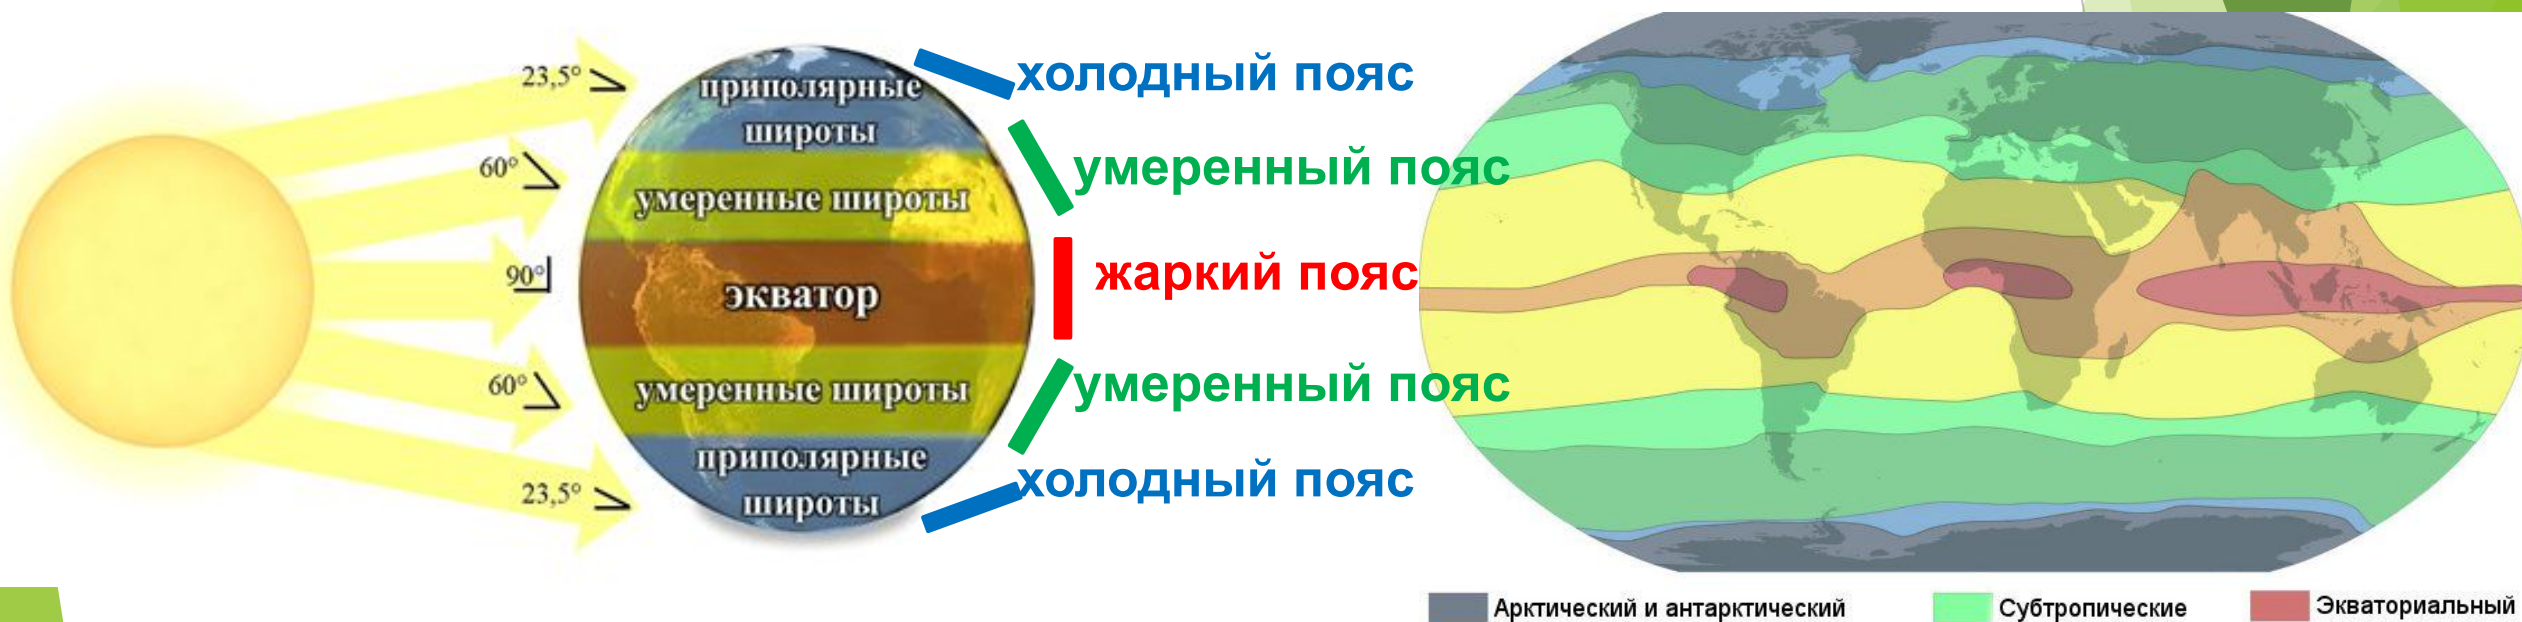 23,5°
60°
90°
60°
23,5°
приполярные
широты
умеренные широты
экватор
умеренные широты
приполярные
широты
холодный пояс
умеренный пояс
жаркий пояс
умеренный пояс
холодный пояс
Арктический и антарктический
Субтропические
Экваториальный